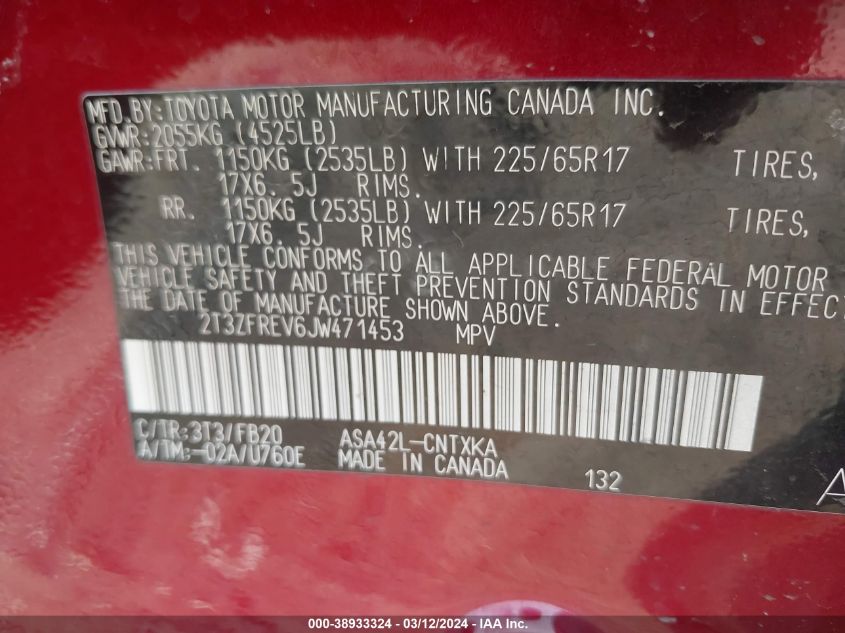 MFD. BY: TOYOTA MOTOR MANUFACTURING CANADA INC.
GVWR: 2055KG (4525LB)
GAWR: FRT. 1150KG (2535LB) WITH 225/65R17 TIRES,
17X6. 5J RIMS.
RR. 1150KG (2535LB) WITH 225/65R17 TIRES,
17X6. 5J RIMS.
THIS VEHICLE CONFORMS TO ALL APPLICABLE FEDERAL MOTOR
VEHICLE SAFETY AND THEFT PREVENTION STANDARDS IN EFFECT
THE DATE OF MANUFACTURE SHOWN ABOVE.
2T3ZFREV6JW471453 MPV
C/TR: 3T3/FB20 ASA42L-CNTXKA
A/TM: -02A/U760E MADE IN CANADA 132
000-38933324 - 03/12/2024 - IAA Inc.